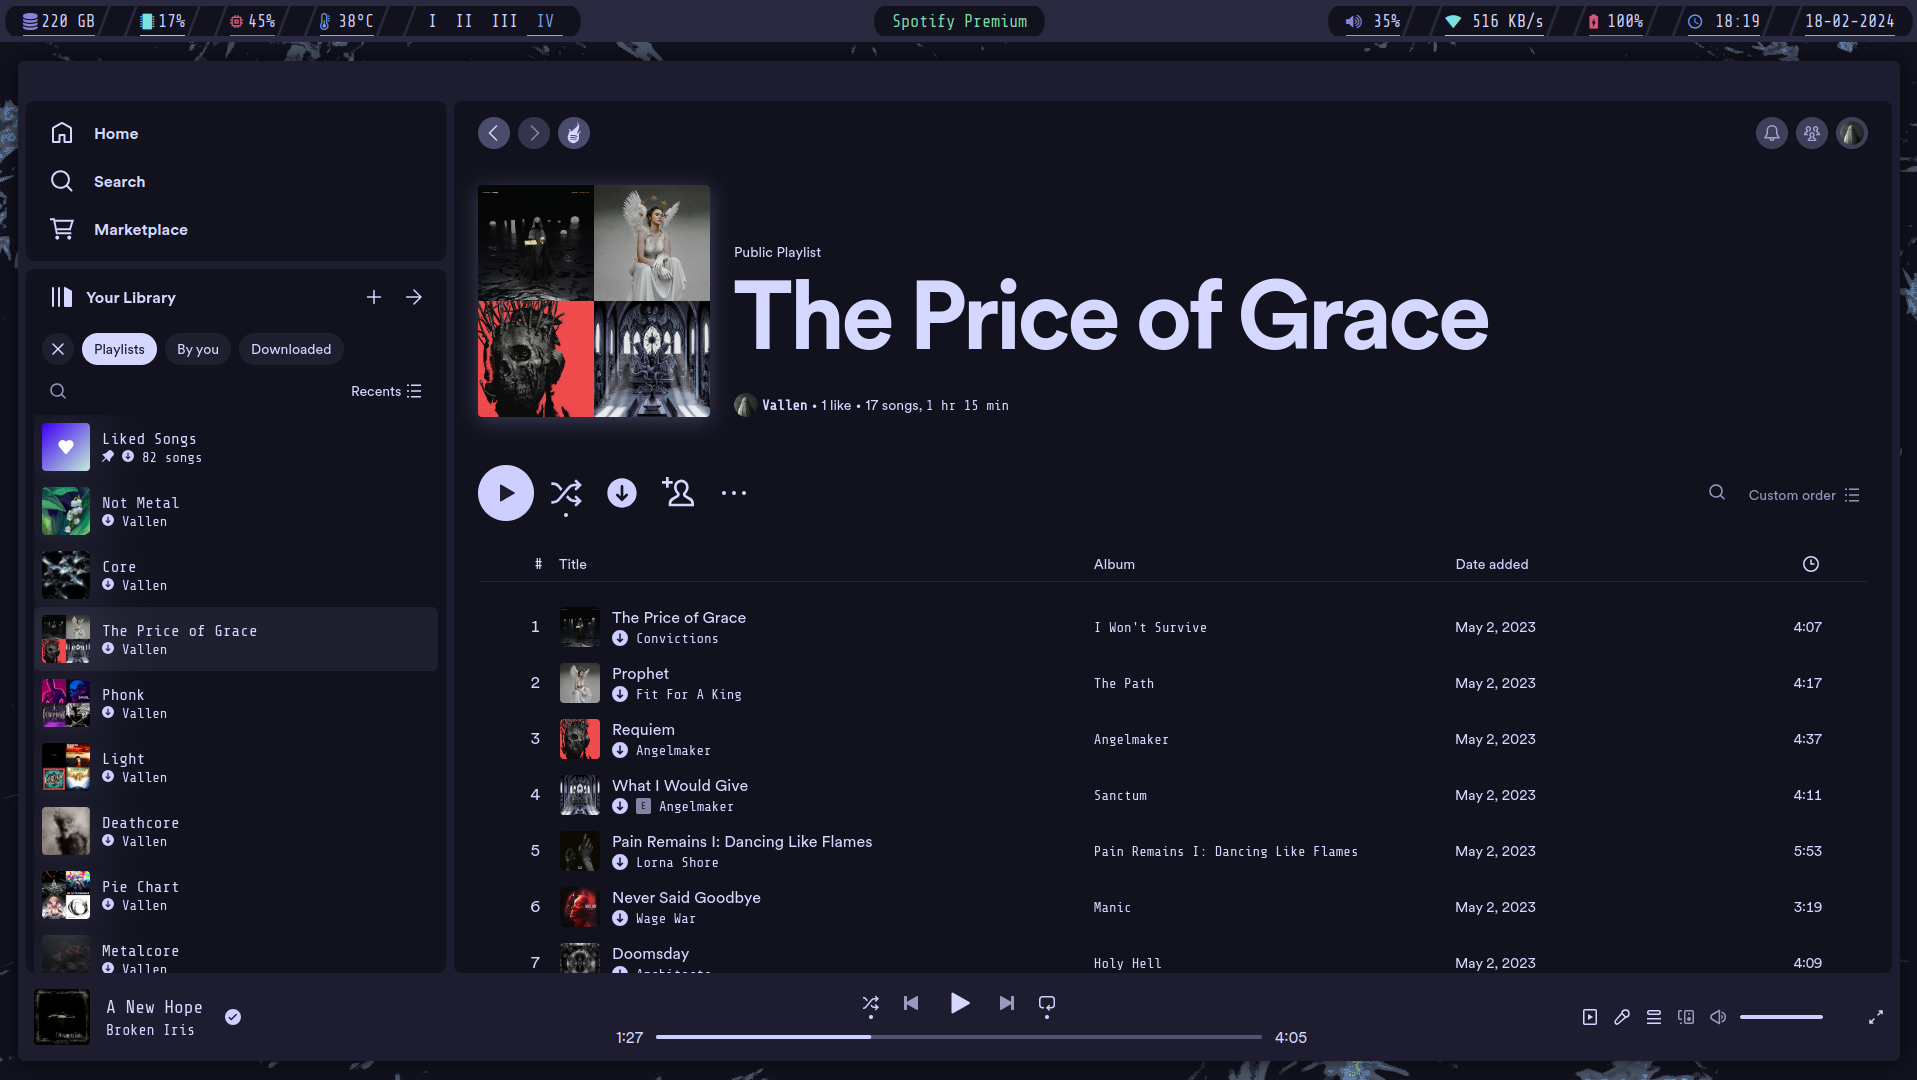 220 GB 17% 45% 38°C I II III IV Spotify Premium 35% 516 KB/s 100% 18:19 18-02-2024
Home
Search
Marketplace
Your Library
Playlists By you Downloaded
Recents
Liked Songs
82 songs
Not Metal
Vallen
Core
Vallen
The Price of Grace
Vallen
Phonk
Vallen
Light
Vallen
Deathcore
Vallen
Pie Chart
Vallen
Metalcore
Vallen
Public Playlist
The Price of Grace
Vallen • 1 like • 17 songs, 1 hr 15 min
Custom order
# Title Album Date added
1 The Price of Grace I Won't Survive May 2, 2023 4:07
Convictions
2 Prophet The Path May 2, 2023 4:17
Fit For A King
3 Requiem Angelmaker May 2, 2023 4:37
Angelmaker
4 What I Would Give Sanctum May 2, 2023 4:11
E Angelmaker
5 Pain Remains I: Dancing Like Flames Pain Remains I: Dancing Like Flames May 2, 2023 5:53
Lorna Shore
6 Never Said Goodbye Manic May 2, 2023 3:19
Wage War
7 Doomsday Holy Hell May 2, 2023 4:09
Architects
A New Hope
Broken Iris
1:27 4:05